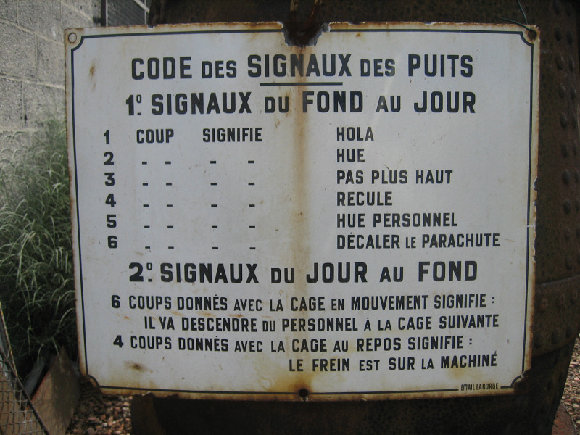 CODE DES SIGNAUX DES PUITS
1º SIGNAUX DU FOND AU JOUR
1 COUP SIGNIFIE HOLA
2 - - - - HUE
3 - - - - PAS PLUS HAUT
4 - - - - RECULE
5 - - - - HUE PERSONNEL
6 - - - - DÉCALER LE PARACHUTE
2º SIGNAUX DU JOUR AU FOND
6 COUPS DONNÉS AVEC LA CAGE EN MOUVEMENT SIGNIFIE :
IL VA DESCENDRE DU PERSONNEL A LA CAGE SUIVANTE
4 COUPS DONNÉS AVEC LA CAGE AU REPOS SIGNIFIE :
LE FREIN EST SUR LA MACHINE